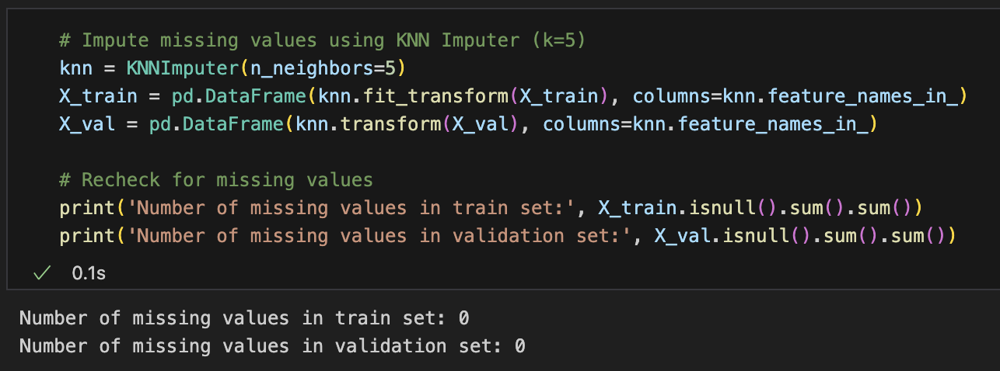 # Impute missing values using KNN Imputer (k=5)
knn = KNNImputer(n_neighbors=5)
X_train = pd.DataFrame(knn.fit_transform(X_train), columns=knn.feature_names_in_)
X_val = pd.DataFrame(knn.transform(X_val), columns=knn.feature_names_in_)
# Recheck for missing values
print('Number of missing values in train set:', X_train.isnull().sum().sum())
print('Number of missing values in validation set:', X_val.isnull().sum().sum())
✓ 0.1s
Number of missing values in train set: 0
Number of missing values in validation set: 0